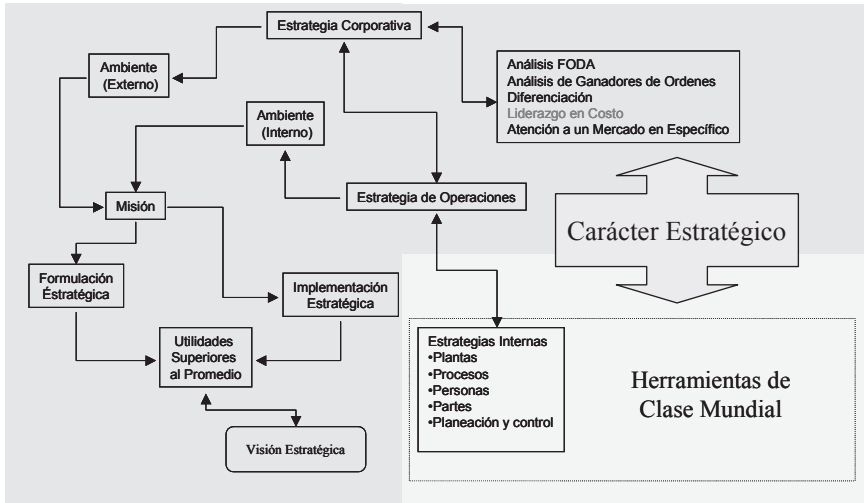 Estrategia Corporativa
Ambiente
(Externo)
Análisis FODA
Análisis de Ganadores de Ordenes
Diferenciación
Liderazgo en Costo
Atención a un Mercado en Específico
Ambiente
(Interno)
Estrategia de Operaciones
Misión
Carácter Estratégico
Formulación
Éstratégica
Implementación
Estratégica
Utilidades
Superiores
al Promedio
Estrategias Internas
•Plantas
•Procesos
•Personas
•Partes
•Planeación y control
Herramientas de
Clase Mundial
Visión Estratégica